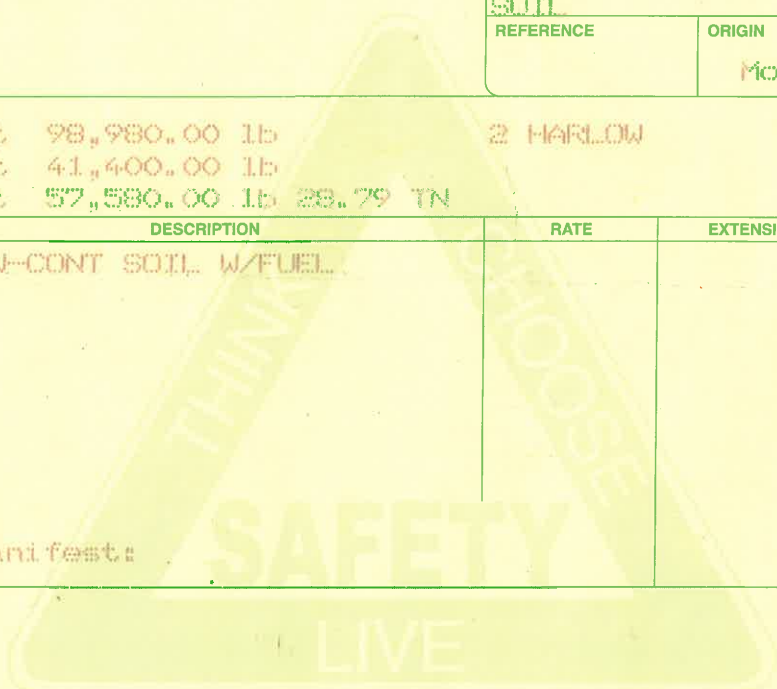 SOIL
REFERENCE ORIGIN
98,980.00 lb 2 HARLOW
41,400.00 lb
57,580.00 lb 28.79 TN
DESCRIPTION RATE EXTENSI
W-CONT SOIL W/FUEL
THINK CHOOSE
SAFETY
nifest:
LIVE